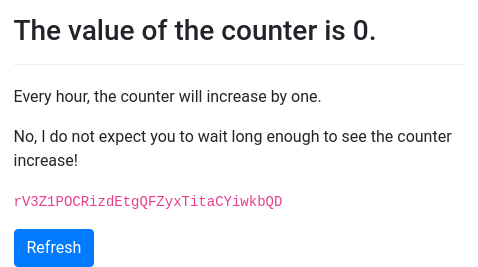 The value of the counter is 0.
Every hour, the counter will increase by one.
No, I do not expect you to wait long enough to see the counter
increase!
rV3Z1POCRizdEtgQFZyxTitaCYiwkbQD
Refresh